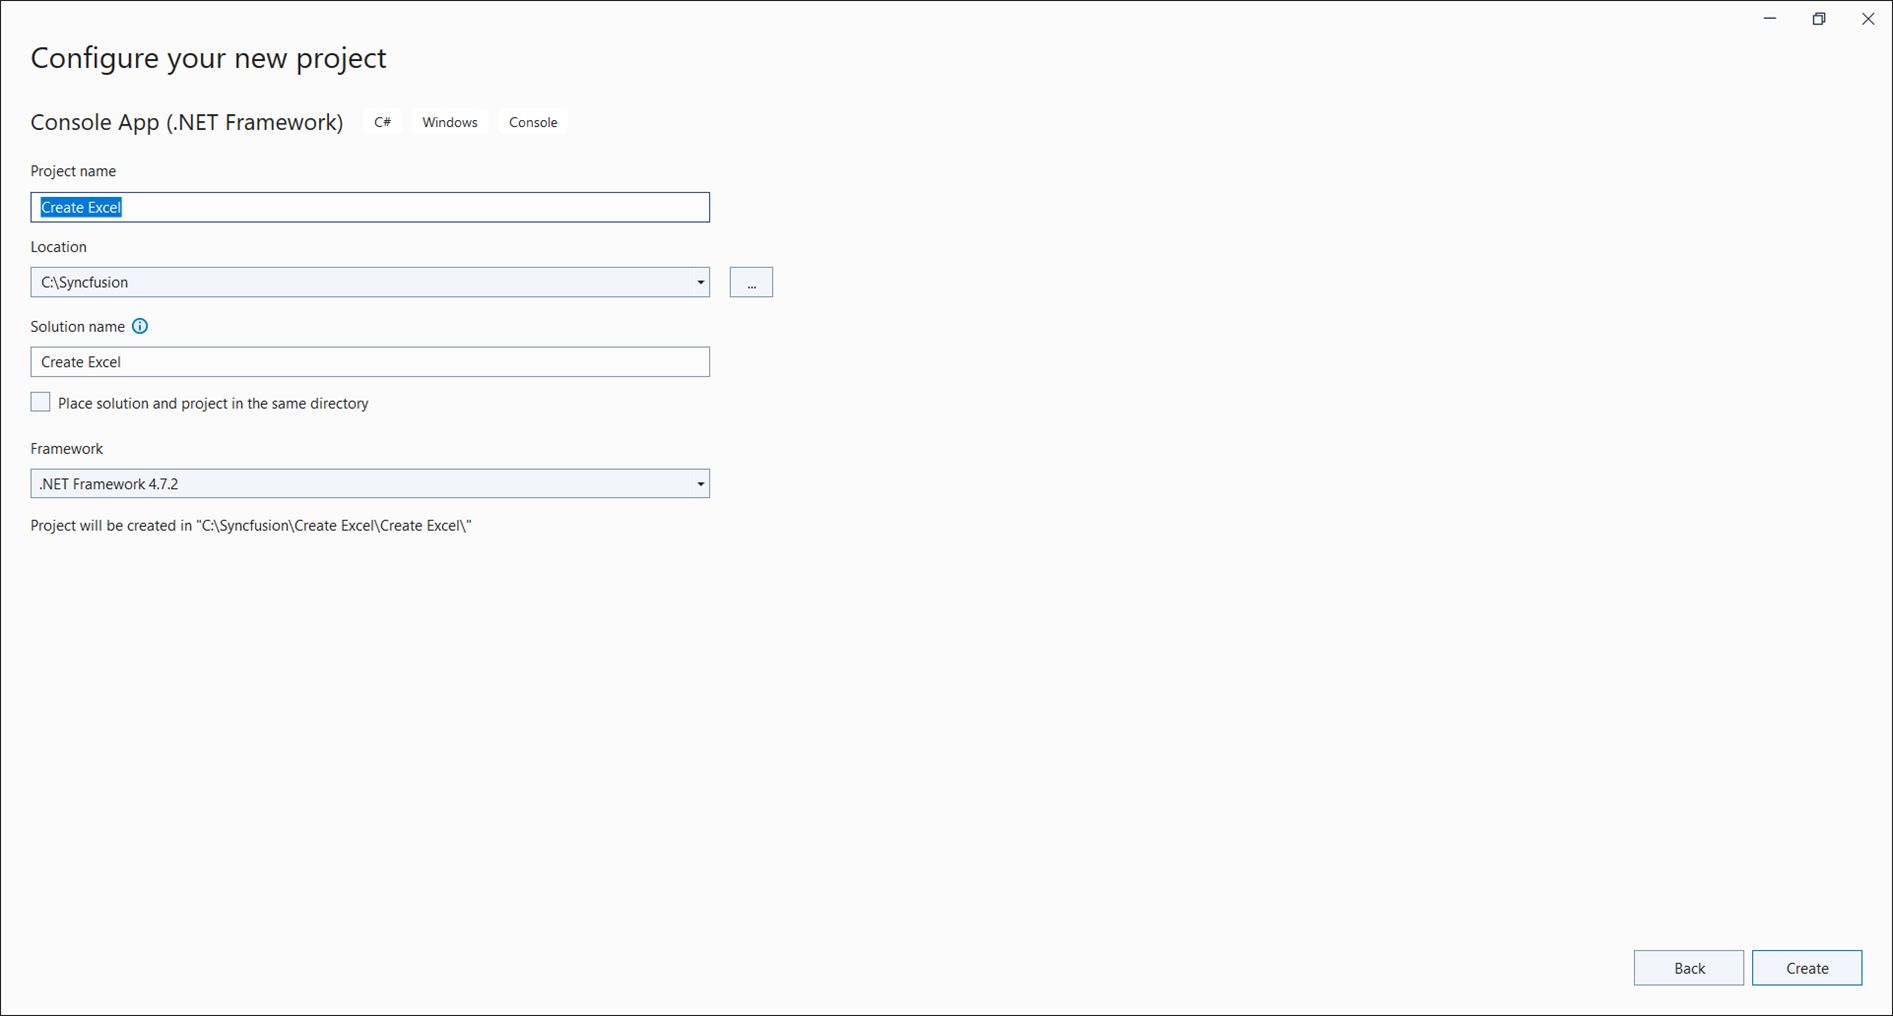 Configure your new project
Console App (.NET Framework) C# Windows Console
Project name
Create Excel
Location
C:\Syncfusion
...
Solution name
Create Excel
Place solution and project in the same directory
Framework
.NET Framework 4.7.2
Project will be created in "C:\Syncfusion\Create Excel\Create Excel\"
Back Create